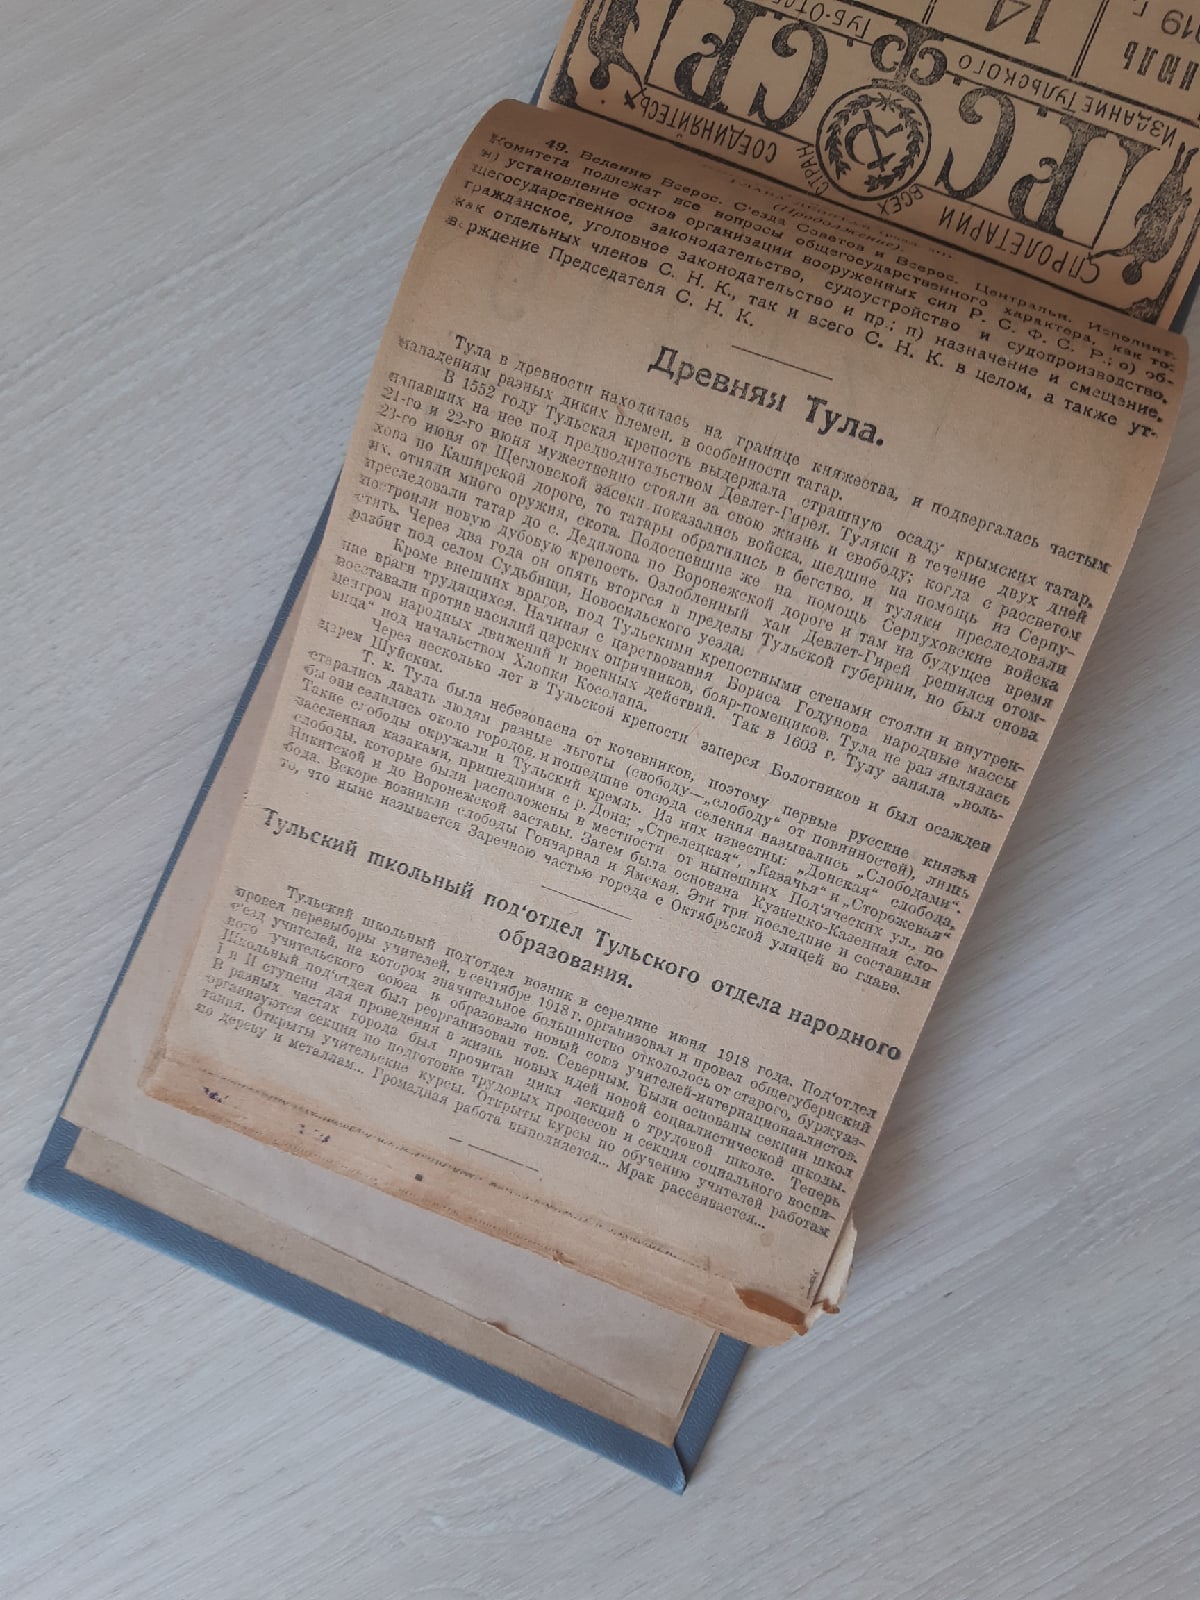 49. Ведению Всерос. С'езда Советов и Всерос. Центральн. Исполнит.
Комитета подлежат все вопросы общегосударственного характера, как то:
н) установление основ организации вооруженных сил Р. С. Ф. С. Р.; о) об-
щегосударственное законодательство, судоустройство и судопроизводство,
гражданское, уголовное законодательство и пр.; п) назначение и смещение,
как отдельных членов С. Н. К., так и всего С. Н. К. в целом, а также ут-
верждение Председателя С. Н. К.
Древняя Тула.
Тула в древности находилась на границе княжества, и подвергалась частым
нападениям разных диких племен, в особенности татар.
В 1552 году Тульская крепость выдержала страшную осаду крымских татар,
напавших на нее под предводительством Девлет-Гирея. Туляки в течение двух дней
21-го и 22-го июня мужественно стояли за свою жизнь и свободу; когда с рассветом
23-го июня от Щегловской засеки показались войска, шедшие на помощь из Серпу-
хова по Каширской дороге, то татары обратились в бегство, и туляки преследовали
их, отняли много оружия, скота. Подоспевшие же на помощь Серпуховские войска
преследовали татар до с. Дедилова по Воронежской дороге и там на будущее время
построили новую дубовую крепость. Озлобленный хан Девлет-Гирей решился отом-
стить. Через два года он опять вторгся в пределы Тульской губернии, но был снова
разбит под селом Судьбищи, Новосильского уезда.
Кроме внешних врагов, под Тульскими крепостными стенами стояли и внутрен-
ние враги трудящихся. Начиная с царствования Бориса Годунова народные массы
восставали против насилий царских опричников, бояр-помещиков. Тула не раз являлась
центром народных движений и военных действий. Так в 1603 г. Тулу заняла „воль-
ница“ под начальством Хлопки Косолапа.
Через несколько лет в Тульской крепости заперся Болотников и был осажден
царем Шуйским.
Т. к. Тула была небезопасна от кочевников, поэтому первые русские князья
старались давать людям разные льготы (свободу—„слободу“ от повинностей), лишь
бы они селились около городов, и пошедшие отсюда селения назывались „Слободами“.
Такие слободы окружали и Тульский кремль. Из них известны: „Донская“ слобода,
заселенная казаками, пришедшими с р. Дона; „Стрелецкая“, „Казачья“ и „Сторожевая“
слободы, которые были расположены в местности от нынешних Под'яческих ул., по
Никитской и до Воронежской заставы. Затем была основана Кузнецко-Казенная сло-
бода. Вскоре возникли слободы Гончарная и Ямская. Эти три последние и составили
то, что ныне называется Заречною частью города с Октябрьской улицей во главе.
Тульский школьный под'отдел Тульского отдела народного
образования.
Тульский школьный под'отдел возник в середине июня 1918 года. Под'отдел
провел перевыборы учителей, в сентябре 1918 г. организовал и провел общегубернский
с'езд учителей, на котором значительное большинство откололось от старого, буржуаз-
ного учительского союза и образовало новый союз учителей-интернационаалистов.
Школьный под'отдел был реорганизован тов. Северным. Были основаны секции школ
I и II ступени для проведения в жизнь новых идей новой социалистической школы.
В разных частях города был прочитан цикл лекций о трудовой школе. Теперь
организуются секции по подготовке трудовых процессов и секция социального воспи-
тания. Открыты учительские курсы. Открыты курсы по обучению учителей работам
по дереву и металлам... Громадная работа выполняется... Мрак рассеивается...
14
ИЗДАНИЕ ТУЛЬСКОГО
Р.С.Ф.С.Р.
ПРОЛЕТАРИИ ВСЕХ СТРАН СОЕДИНЯЙТЕСЬ